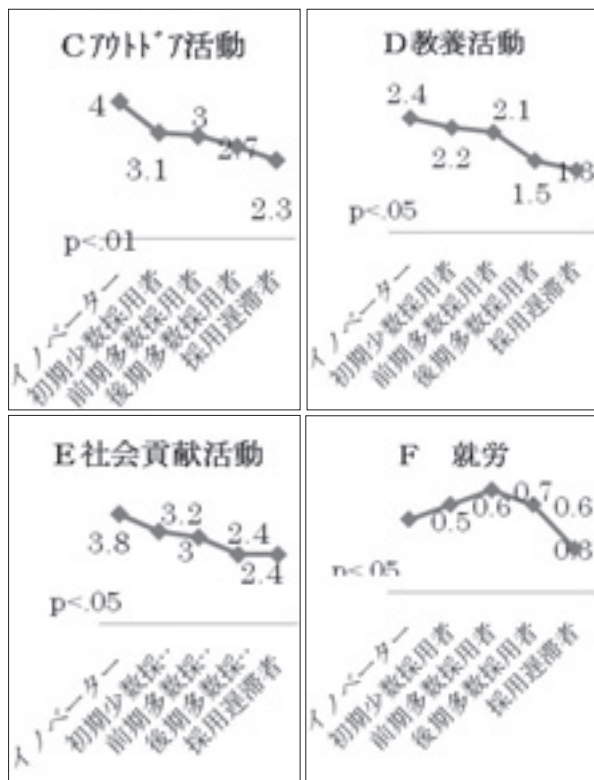 C ｱｳﾄﾄﾞｱ活動
4
3.1
3
2.7
2.3
p<.01
イノベーター
初期少数採用者
前期多数採用者
後期多数採用者
採用遅滞者
D 教養活動
2.4
2.2
2.1
1.5
1.3
p<.05
イノベーター
初期少数採用者
前期多数採用者
後期多数採用者
採用遅滞者
E 社会貢献活動
3.8
3.2
3
2.4
2.4
p<.05
イノベーター
初期少数採‥
前期多数採‥
後期多数採‥
採用遅滞者
F 就労
0.5
0.6
0.7
0.6
0.3
p<.05
イノベーター
初期少数採用者
前期多数採用者
後期多数採用者
採用遅滞者